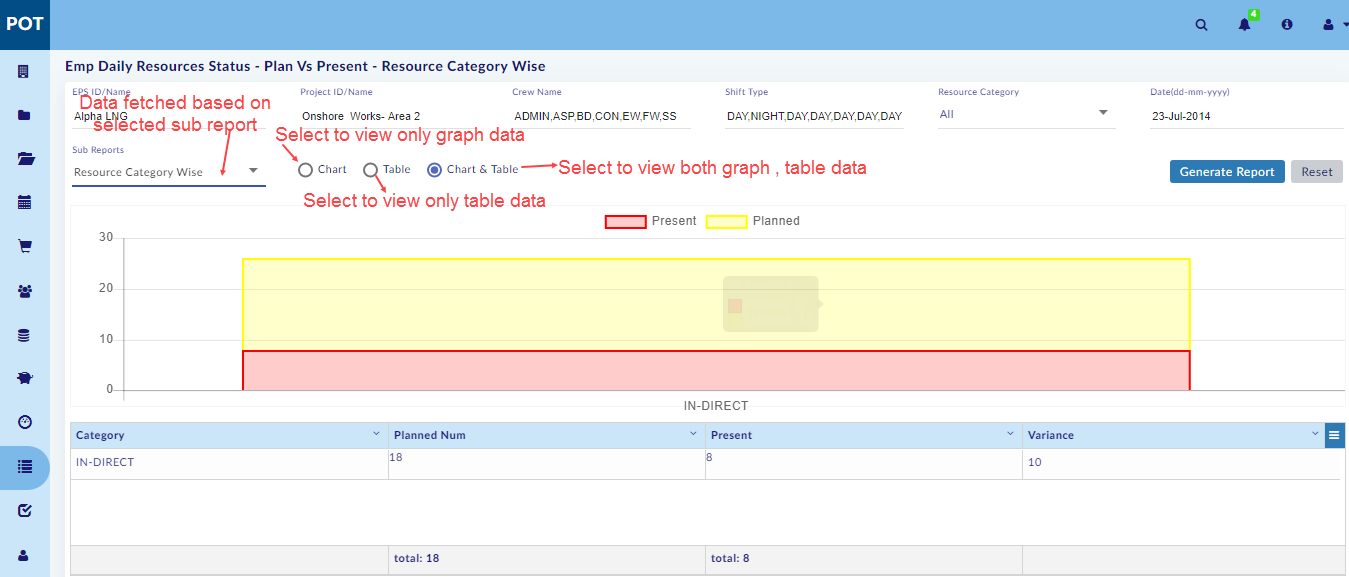 POT
4
Emp Daily Resources Status - Plan Vs Present - Resource Category Wise
EPS ID/Name Project ID/Name Crew Name Shift Type Resource Category Date(dd-mm-yyyy)
Data fetched based on
selected sub report
Alpha LNG Onshore Works- Area 2 ADMIN,ASP,BD,CON,EW,FW,SS DAY,NIGHT,DAY,DAY,DAY,DAY,DAY All 23-Jul-2014
Select to view only graph data
Sub Reports
Resource Category Wise Chart Table Chart & Table Select to view both graph , table data Generate Report Reset
Select to view only table data
Present Planned
30
20
10
0
IN-DIRECT
Category Planned Num Present Variance
IN-DIRECT 18 8 10
total: 18 total: 8